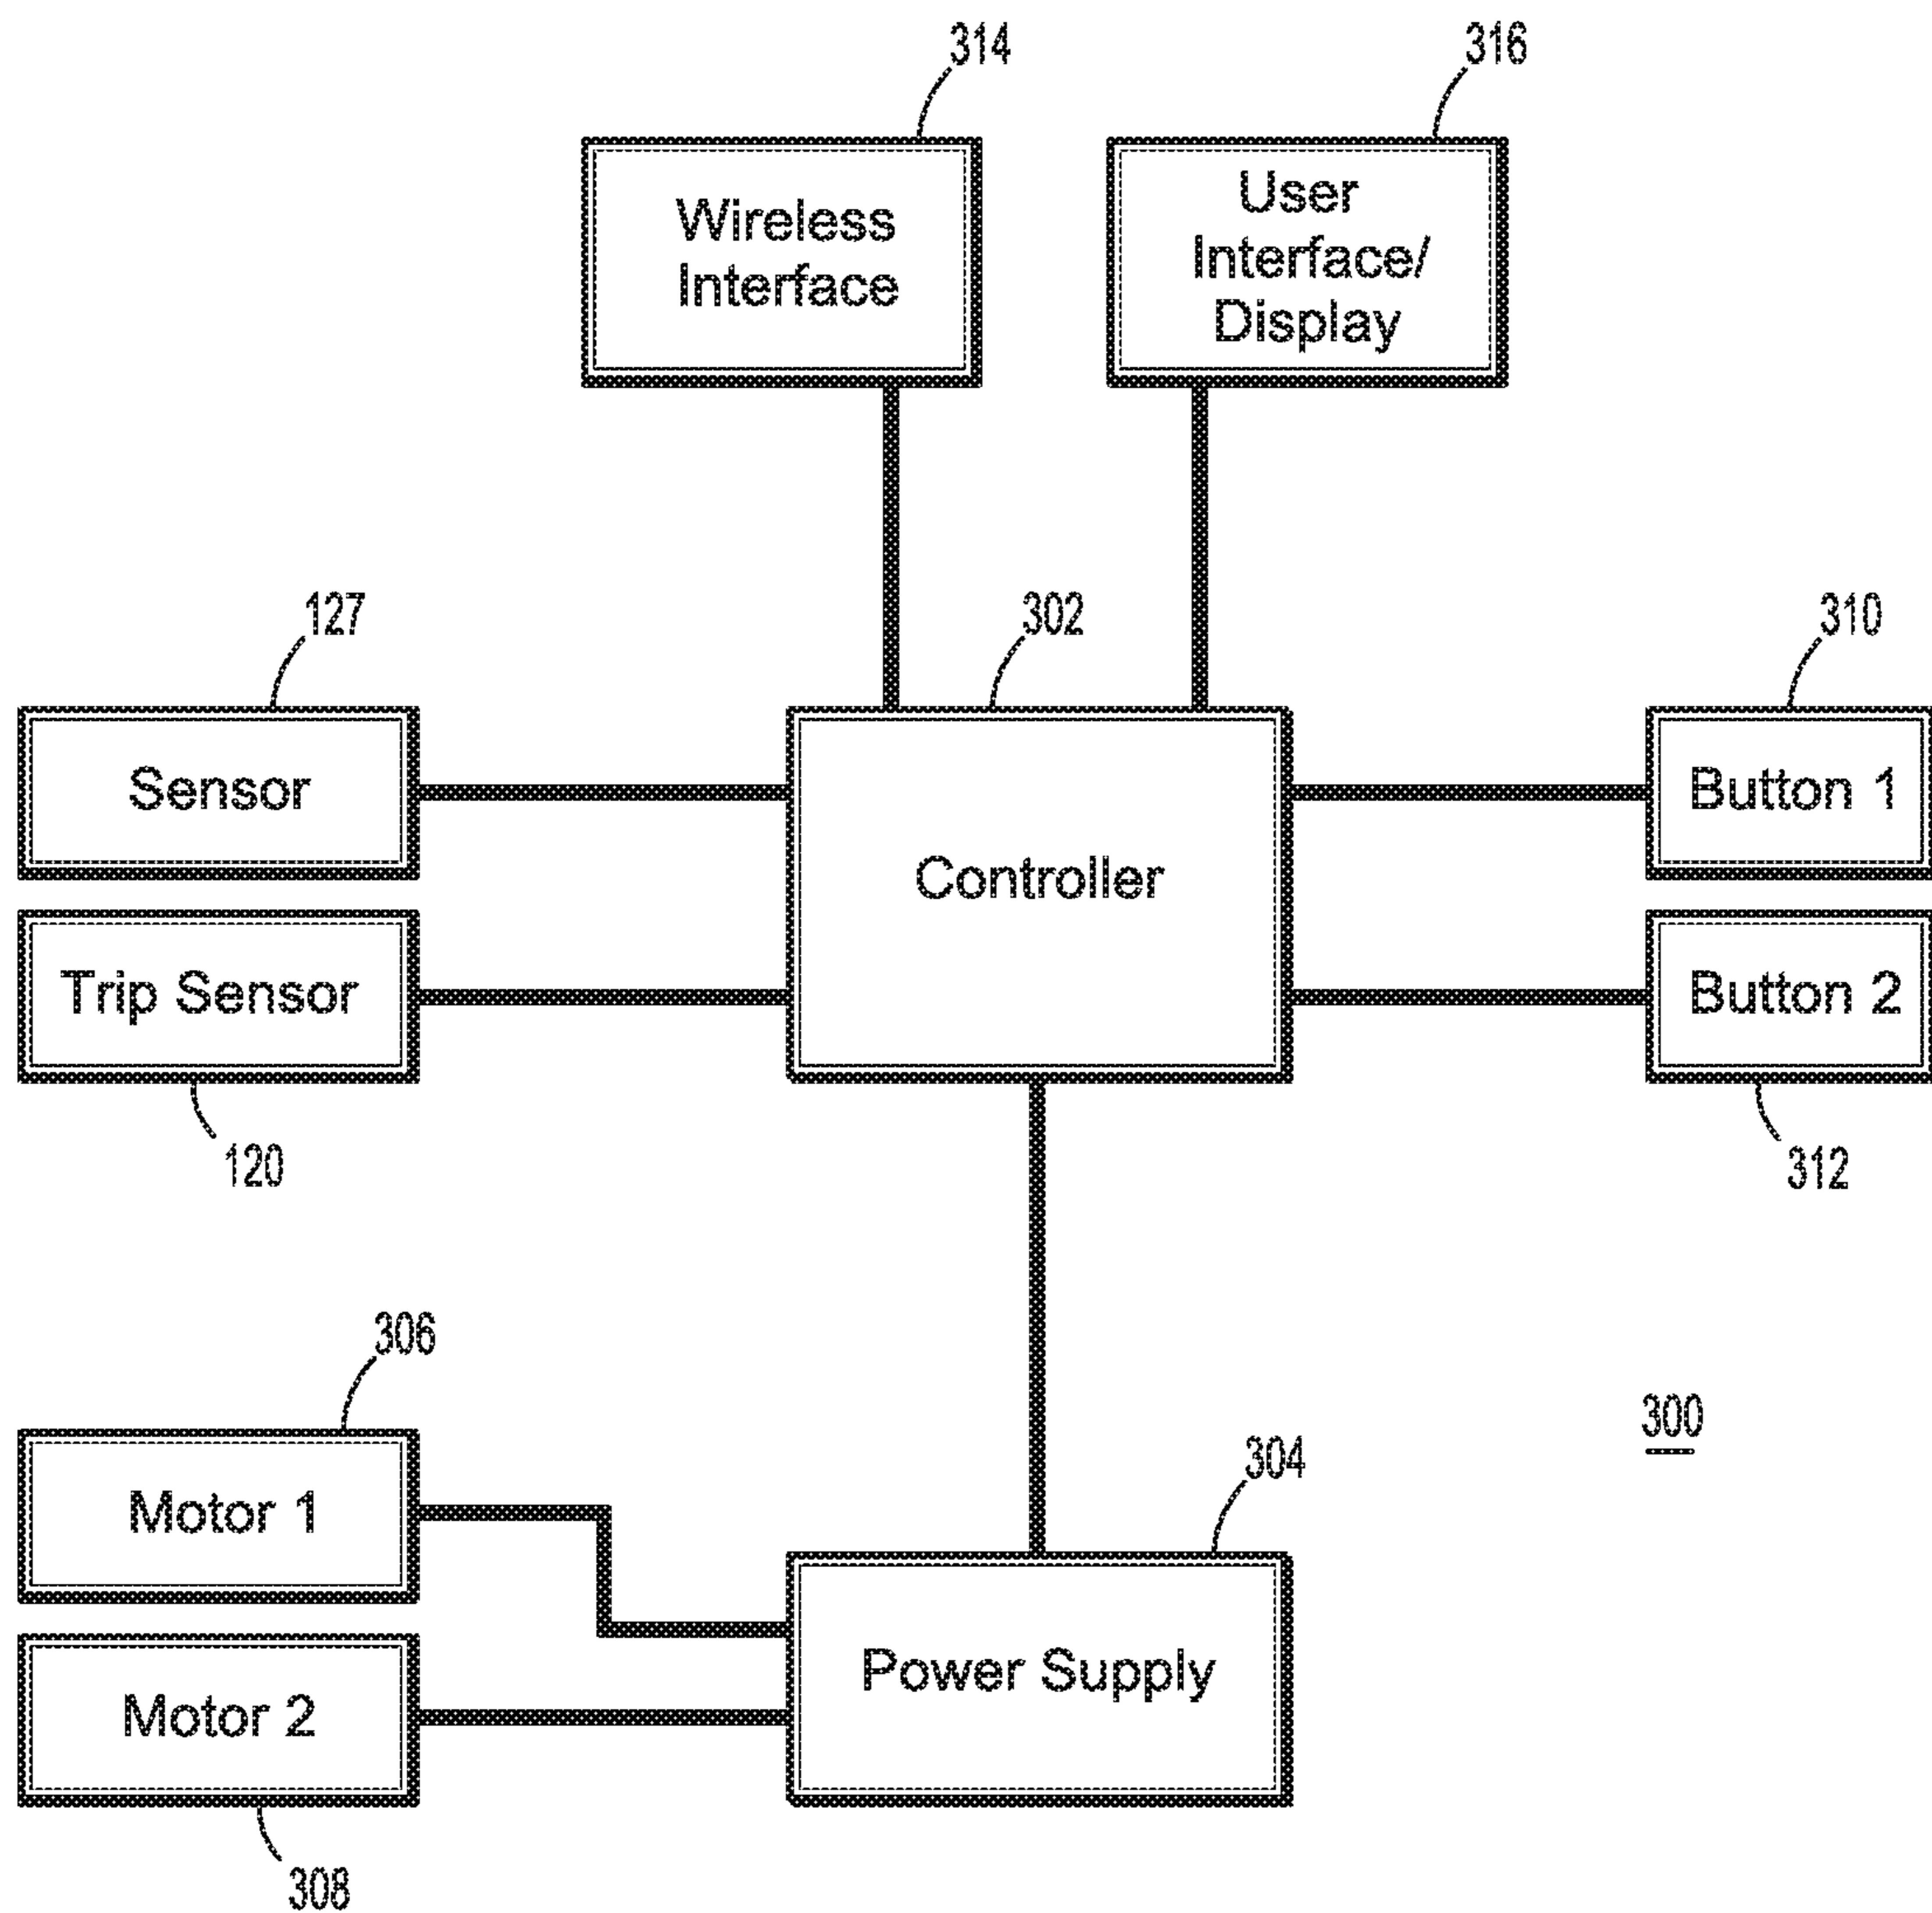 314
316
Wireless
Interface
User
Interface/
Display
127
302
310
Sensor
Controller
Button 1
Trip Sensor
Button 2
120
312
306
300
304
Motor 1
Power Supply
Motor 2
308